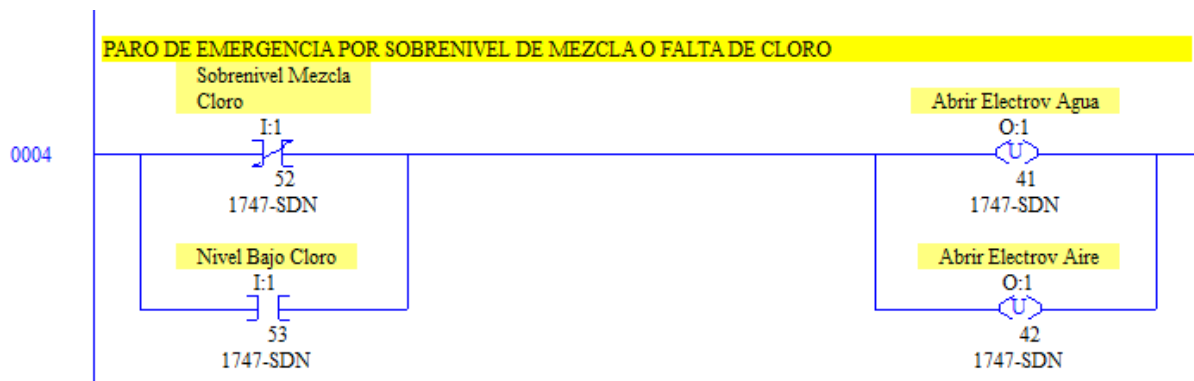 PARO DE EMERGENCIA POR SOBRENIVEL DE MEZCLA O FALTA DE CLORO
Sobrenivel Mezcla
Cloro
I:1
52
1747-SDN
Abrir Electrov Agua
O:1
U
41
1747-SDN
0004
Nivel Bajo Cloro
I:1
53
1747-SDN
Abrir Electrov Aire
O:1
U
42
1747-SDN